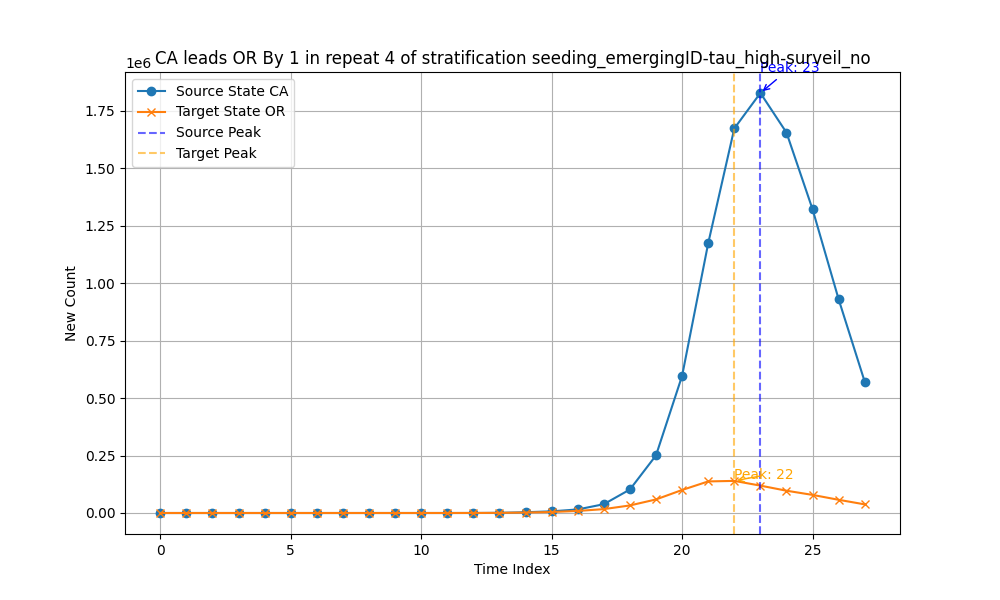 CA leads OR By 1 in repeat 4 of stratification seeding_emergingID-tau_high-surveil_no
1e6
Peak: 23
Source State CA
Target State OR
Source Peak
Target Peak
1.75
1.50
1.25
1.00
0.75
0.50
0.25
0.00
New Count
Peak: 22
0
5
10
15
20
25
Time Index